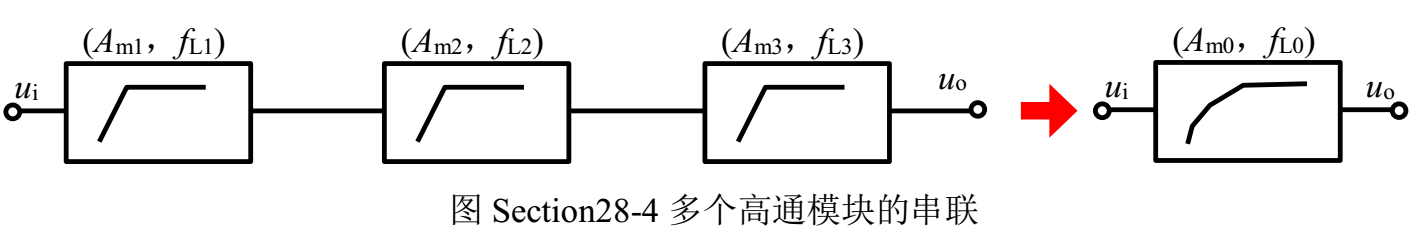 (Am1，fL1) (Am2，fL2) (Am3，fL3) (Am0，fL0)
ui uo ui uo
图 Section28-4 多个高通模块的串联